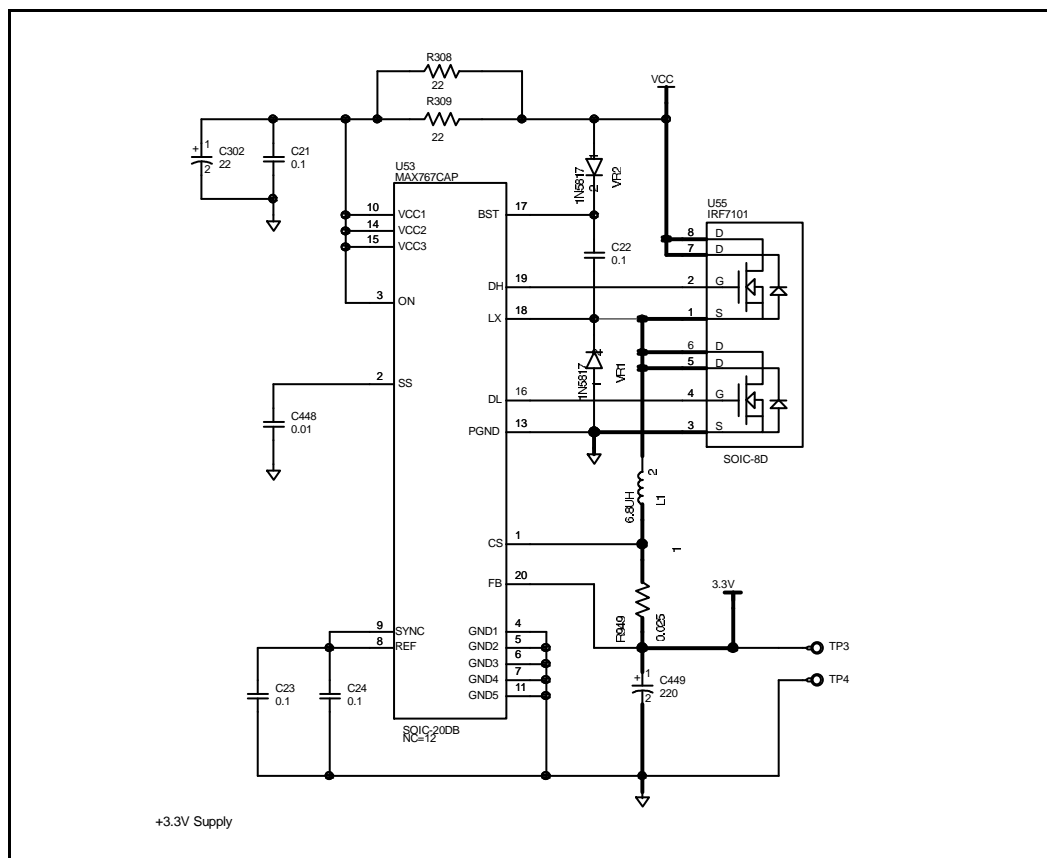 R308
22
VCC
R309
22
+
1
2
C302
22
C21
0.1
U53
MAX767CAP
1N5817
2
VR2
U55
IRF7101
10
VCC1
14
VCC2
15
VCC3
3
ON
2
SS
9
SYNC
8
REF
BST
17
C22
0.1
DH
19
LX
18
DL
16
PGND
13
CS
1
FB
20
GND1
4
GND2
5
GND3
6
GND4
7
GND5
11
8
D
7
D
2
G
1
S
6
D
5
D
4
G
3
S
SOIC-8D
1N5817
1
2
VR1
C448
0.01
2
6.8UH
L1
1
3.3V
R949
0.025
TP3
TP4
+
1
2
C449
220
C23
0.1
C24
0.1
SOIC-20DB
NC=12
+3.3V Supply